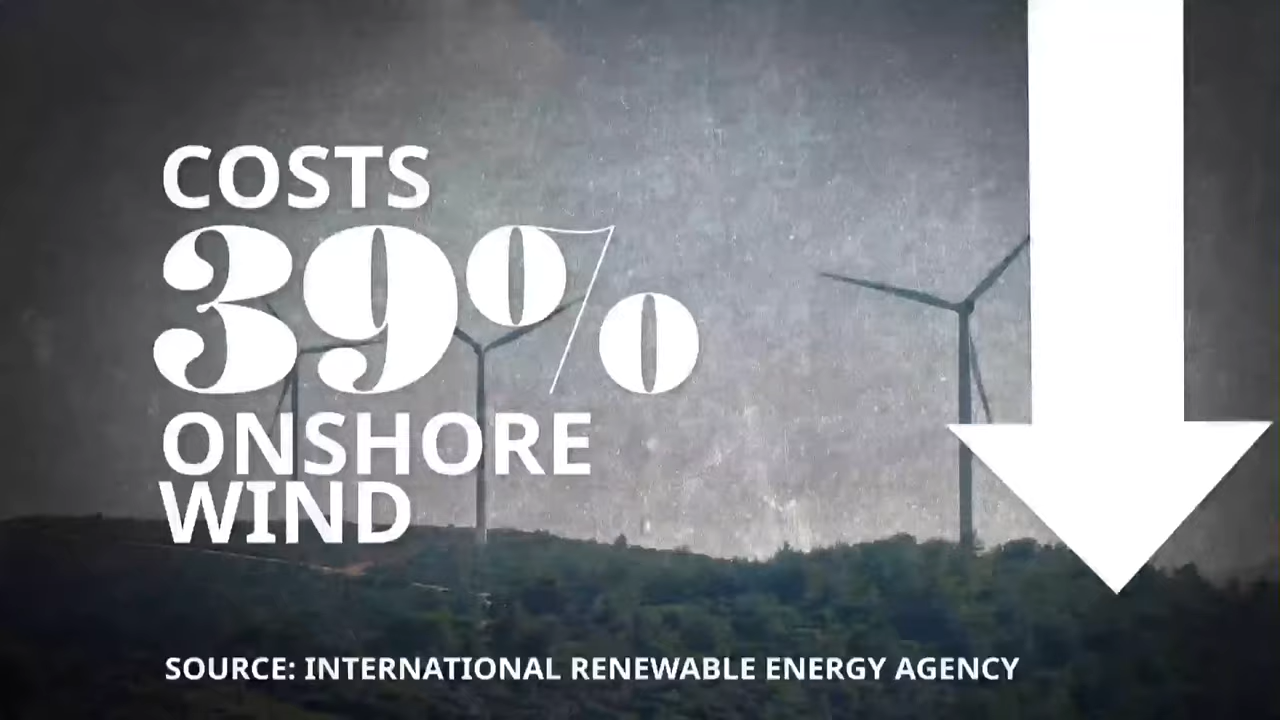 COSTS
39%
ONSHORE
WIND
SOURCE: INTERNATIONAL RENEWABLE ENERGY AGENCY